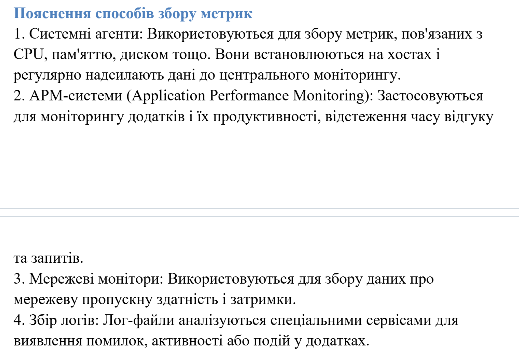 Пояснення способів збору метрик
1. Системні агенти: Використовуються для збору метрик, пов'язаних з
CPU, пам'яттю, диском тощо. Вони встановлюються на хостах і
регулярно надсилають дані до центрального моніторингу.
2. APM-системи (Application Performance Monitoring): Застосовуються
для моніторингу додатків і їх продуктивності, відстеження часу відгуку
та запитів.
3. Мережеві монітори: Використовуються для збору даних про
мережеву пропускну здатність і затримки.
4. Збір логів: Лог-файли аналізуються спеціальними сервісами для
виявлення помилок, активності або подій у додатках.